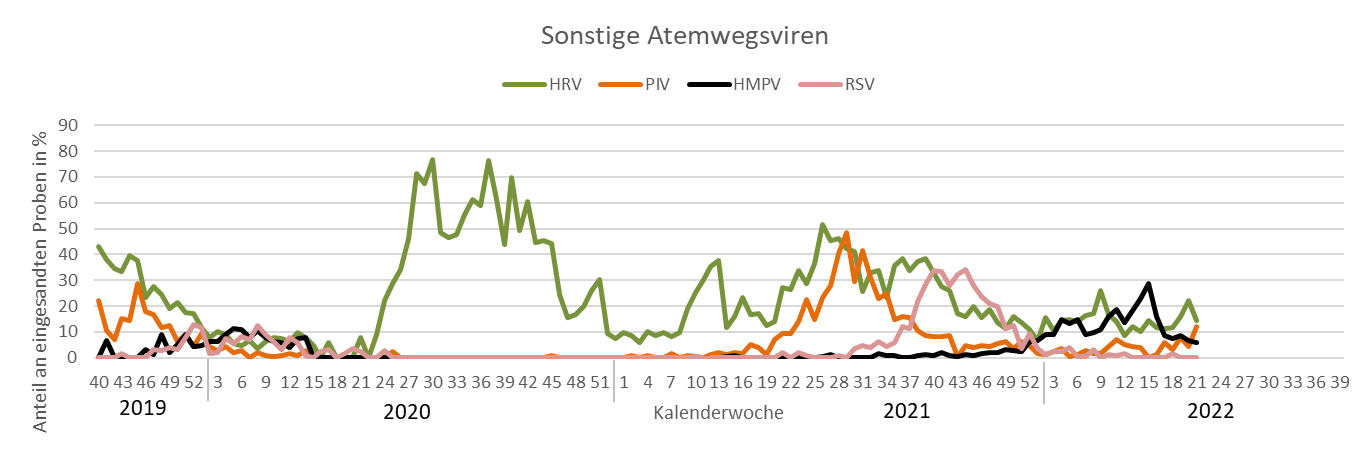 Sonstige Atemwegsviren
HRV PIV HMPV RSV
Anteil an eingesandten Proben in %
90
80
70
60
50
40
30
20
10
0
40 43 46 49 52 3 6 9 12 15 18 21 24 27 30 33 36 39 42 45 48 51 1 4 7 10 13 16 19 22 25 28 31 34 37 40 43 46 49 52 3 6 9 12 15 18 21 24 27 30 33 36 39
2019 2020 Kalenderwoche 2021 2022